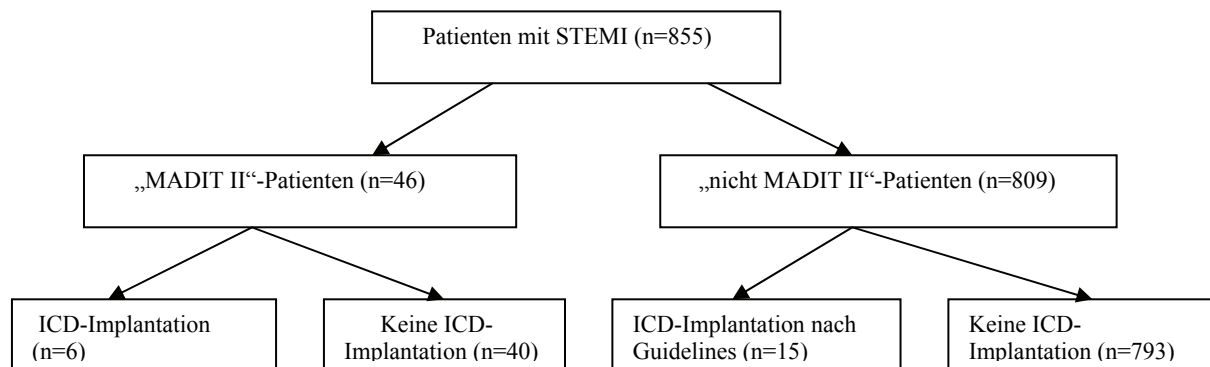 Patienten mit STEMI (n=855)
„MADIT II“-Patienten (n=46)
„nicht MADIT II“-Patienten (n=809)
ICD-Implantation
(n=6)
Keine ICD-
Implantation (n=40)
ICD-Implantation nach
Guidelines (n=15)
Keine ICD-
Implantation (n=793)